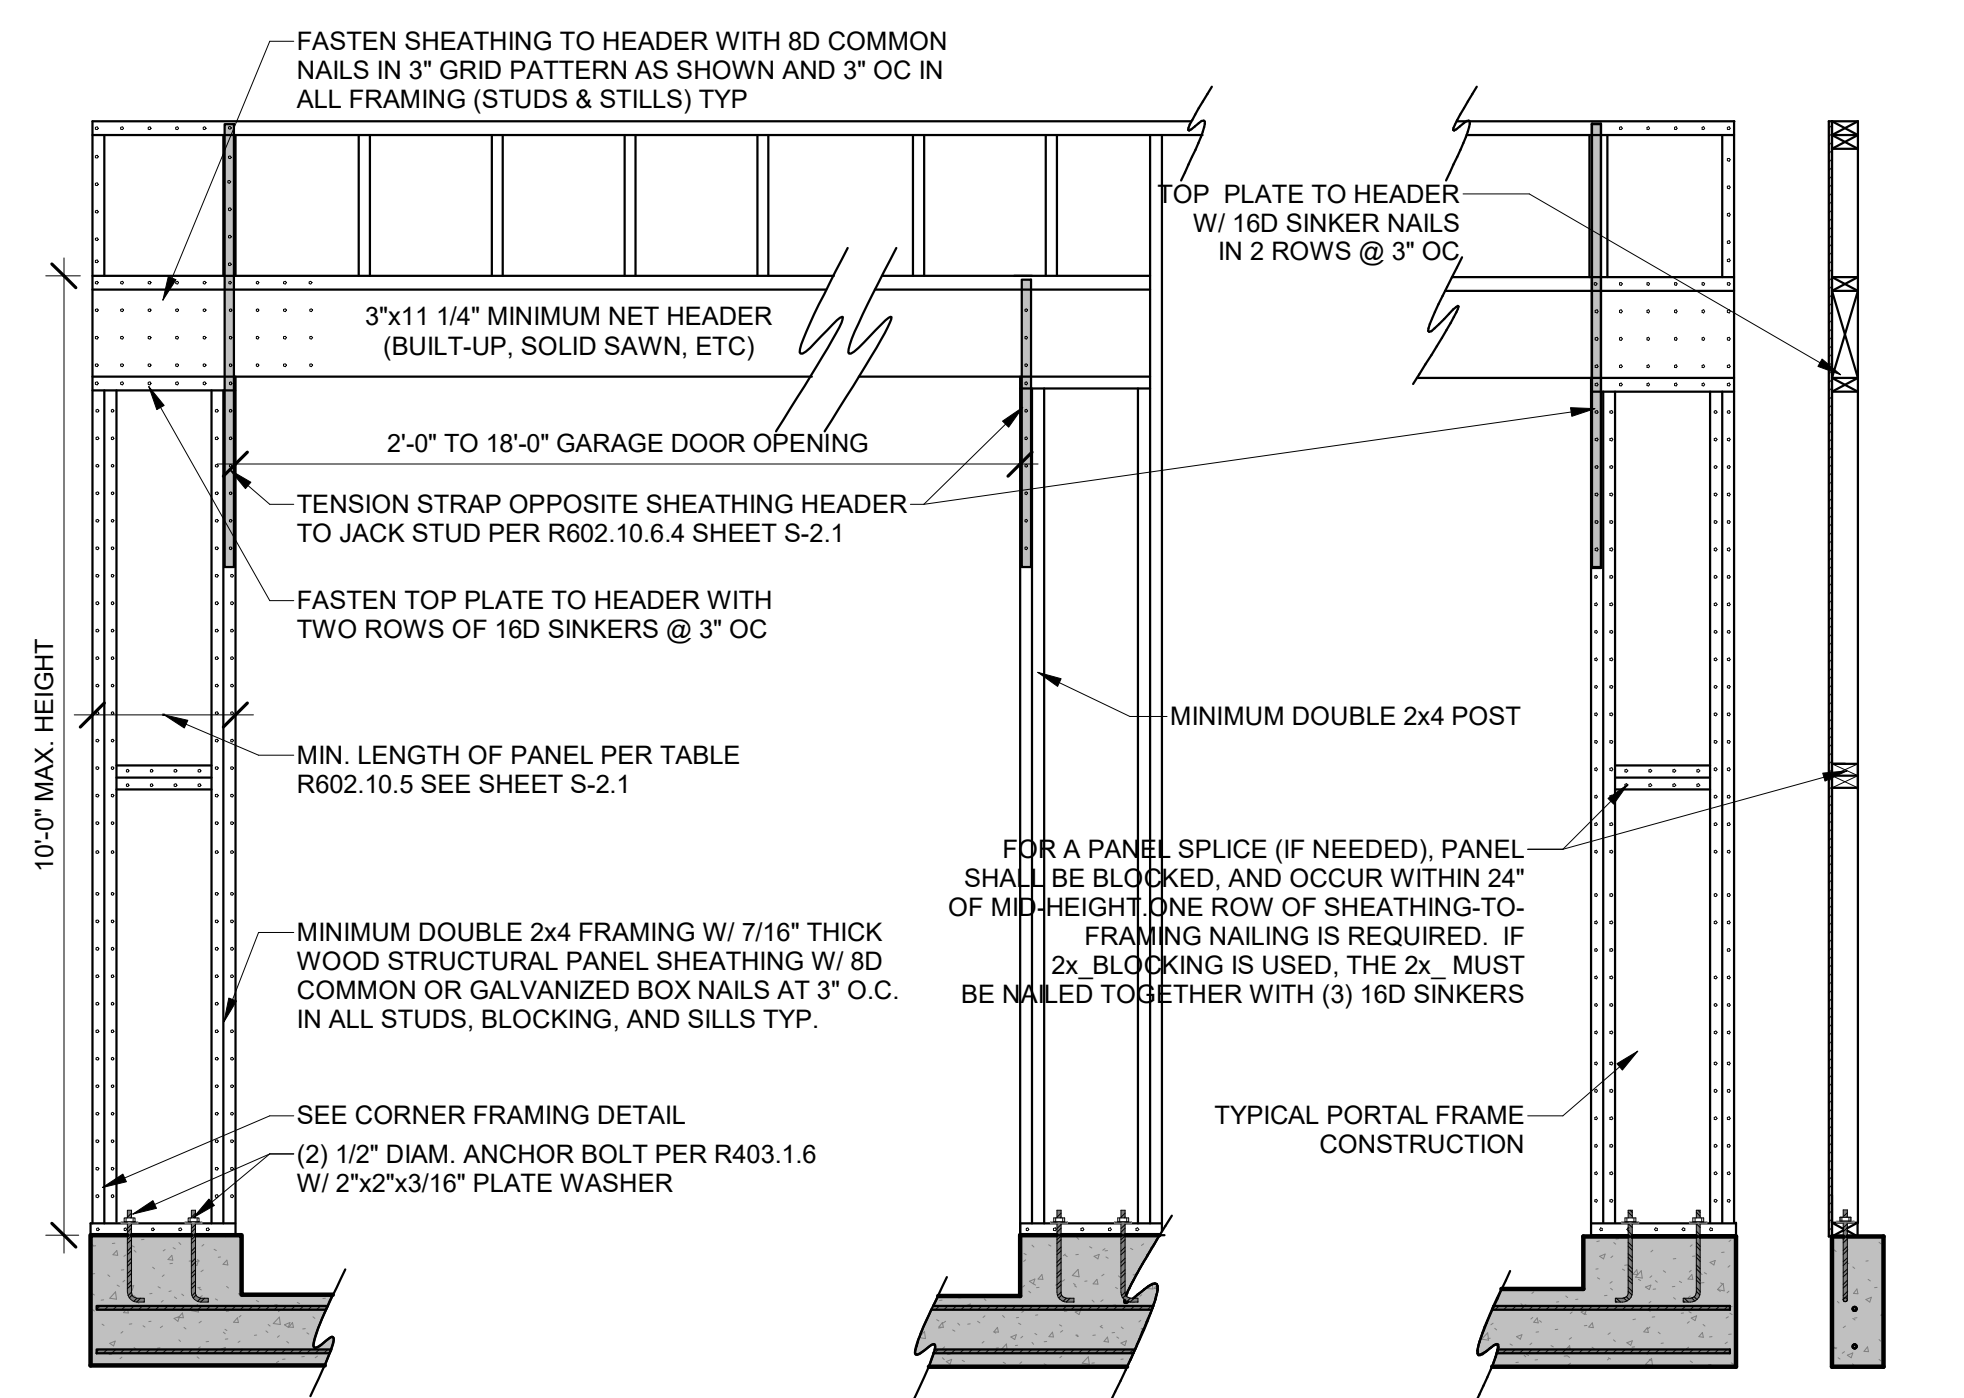 FASTEN SHEATHING TO HEADER WITH 8D COMMON
NAILS IN 3" GRID PATTERN AS SHOWN AND 3" OC IN
ALL FRAMING (STUDS & STILLS) TYP
TOP PLATE TO HEADER
W/ 16D SINKER NAILS
IN 2 ROWS @ 3" OC
3"x11 1/4" MINIMUM NET HEADER
(BUILT-UP, SOLID SAWN, ETC)
2'-0" TO 18'-0" GARAGE DOOR OPENING
TENSION STRAP OPPOSITE SHEATHING HEADER
TO JACK STUD PER R602.10.6.4 SHEET S-2.1
FASTEN TOP PLATE TO HEADER WITH
TWO ROWS OF 16D SINKERS @ 3" OC
10'-0" MAX. HEIGHT
MINIMUM DOUBLE 2x4 POST
MIN. LENGTH OF PANEL PER TABLE
R602.10.5 SEE SHEET S-2.1
FOR A PANEL SPLICE (IF NEEDED), PANEL
SHALL BE BLOCKED, AND OCCUR WITHIN 24"
OF MID-HEIGHT.ONE ROW OF SHEATHING-TO-
FRAMING NAILING IS REQUIRED. IF
2x_BLOCKING IS USED, THE 2x_ MUST
BE NAILED TOGETHER WITH (3) 16D SINKERS
MINIMUM DOUBLE 2x4 FRAMING W/ 7/16" THICK
WOOD STRUCTURAL PANEL SHEATHING W/ 8D
COMMON OR GALVANIZED BOX NAILS AT 3" O.C.
IN ALL STUDS, BLOCKING, AND SILLS TYP.
SEE CORNER FRAMING DETAIL
(2) 1/2" DIAM. ANCHOR BOLT PER R403.1.6
W/ 2"x2"x3/16" PLATE WASHER
TYPICAL PORTAL FRAME
CONSTRUCTION